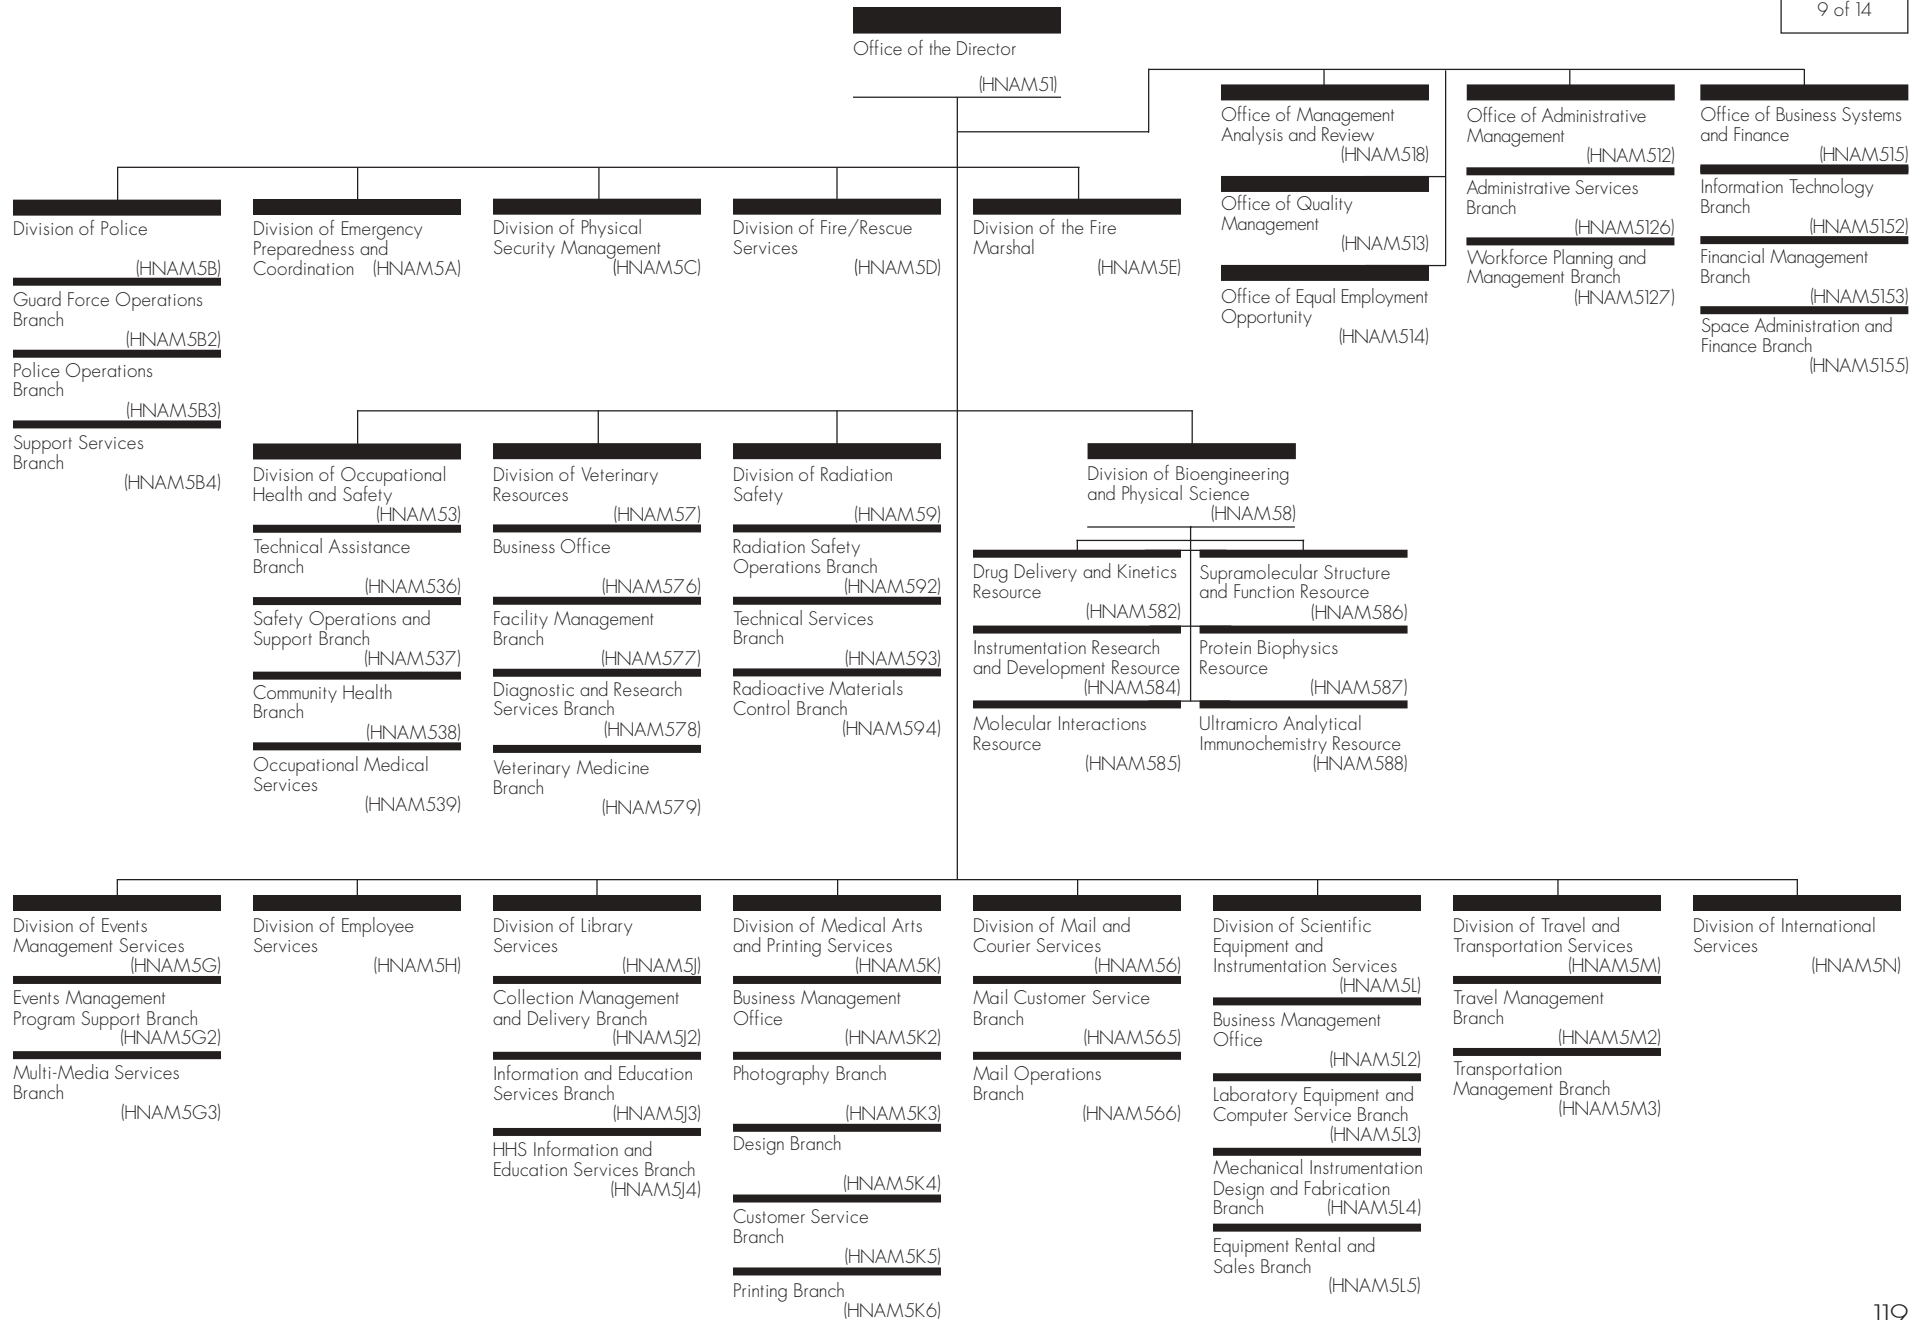 9 of 14
Office of the Director
(HNAM51)
Office of Management
Analysis and Review
(HNAM518)
Office of Quality
Management
(HNAM513)
Office of Equal Employment
Opportunity
(HNAM514)
Office of Administrative
Management
(HNAM512)
Administrative Services
Branch
(HNAM5126)
Workforce Planning and
Management Branch
(HNAM5127)
Office of Business Systems
and Finance
(HNAM515)
Information Technology
Branch
(HNAM5152)
Financial Management
Branch
(HNAM5153)
Space Administration and
Finance Branch
(HNAM5155)
Division of Police
(HNAM5B)
Guard Force Operations
Branch
(HNAM5B2)
Police Operations
Branch
(HNAM5B3)
Support Services
Branch
(HNAM5B4)
Division of Emergency
Preparedness and
Coordination (HNAM5A)
Division of Physical
Security Management
(HNAM5C)
Division of Fire/Rescue
Services
(HNAM5D)
Division of the Fire
Marshal
(HNAM5E)
Division of Occupational
Health and Safety
(HNAM53)
Technical Assistance
Branch
(HNAM536)
Safety Operations and
Support Branch
(HNAM537)
Community Health
Branch
(HNAM538)
Occupational Medical
Services
(HNAM539)
Division of Veterinary
Resources
(HNAM57)
Business Office
(HNAM576)
Facility Management
Branch
(HNAM577)
Diagnostic and Research
Services Branch
(HNAM578)
Veterinary Medicine
Branch
(HNAM579)
Division of Radiation
Safety
(HNAM59)
Radiation Safety
Operations Branch
(HNAM592)
Technical Services
Branch
(HNAM593)
Radioactive Materials
Control Branch
(HNAM594)
Division of Bioengineering
and Physical Science
(HNAM58)
Drug Delivery and Kinetics
Resource
(HNAM582)
Instrumentation Research
and Development Resource
(HNAM584)
Molecular Interactions
Resource
(HNAM585)
Supramolecular Structure
and Function Resource
(HNAM586)
Protein Biophysics
Resource
(HNAM587)
Ultramicro Analytical
Immunochemistry Resource
(HNAM588)
Division of Events
Management Services
(HNAM5G)
Events Management
Program Support Branch
(HNAM5G2)
Multi-Media Services
Branch
(HNAM5G3)
Division of Employee
Services
(HNAM5H)
Division of Library
Services
(HNAM5J)
Collection Management
and Delivery Branch
(HNAM5J2)
Information and Education
Services Branch
(HNAM5J3)
HHS Information and
Education Services Branch
(HNAM5J4)
Division of Medical Arts
and Printing Services
(HNAM5K)
Business Management
Office
(HNAM5K2)
Photography Branch
(HNAM5K3)
Design Branch
(HNAM5K4)
Customer Service
Branch
(HNAM5K5)
Printing Branch
(HNAM5K6)
Division of Mail and
Courier Services
(HNAM56)
Mail Customer Service
Branch
(HNAM565)
Mail Operations
Branch
(HNAM566)
Division of Scientific
Equipment and
Instrumentation Services
(HNAM5L)
Business Management
Office
(HNAM5L2)
Laboratory Equipment and
Computer Service Branch
(HNAM5L3)
Mechanical Instrumentation
Design and Fabrication
Branch (HNAM5L4)
Equipment Rental and
Sales Branch
(HNAM5L5)
Division of Travel and
Transportation Services
(HNAM5M)
Travel Management
Branch
(HNAM5M2)
Transportation
Management Branch
(HNAM5M3)
Division of International
Services
(HNAM5N)
119